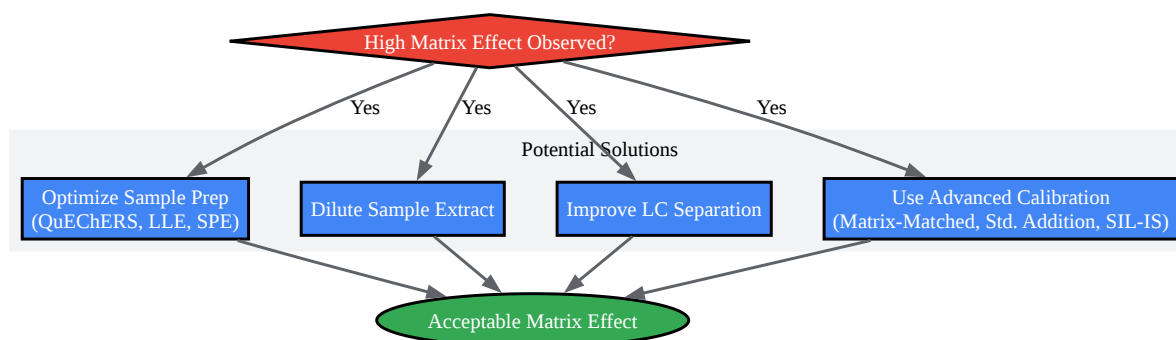 High Matrix Effect Observed?
Yes
Yes
Yes
Yes
Potential Solutions
Optimize Sample Prep
(QuEChERS, LLE, SPE)
Dilute Sample Extract
Improve LC Separation
Use Advanced Calibration
(Matrix-Matched, Std. Addition, SIL-IS)
Acceptable Matrix Effect